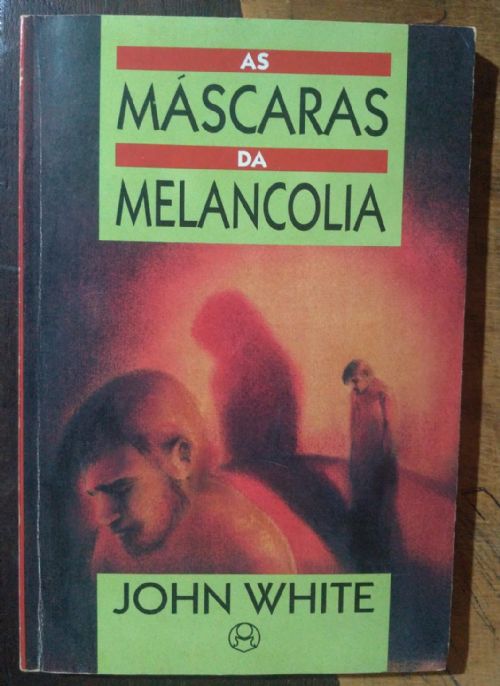 AS
MÁSCARAS
DA
MELANCOLIA
JOHN WHITE